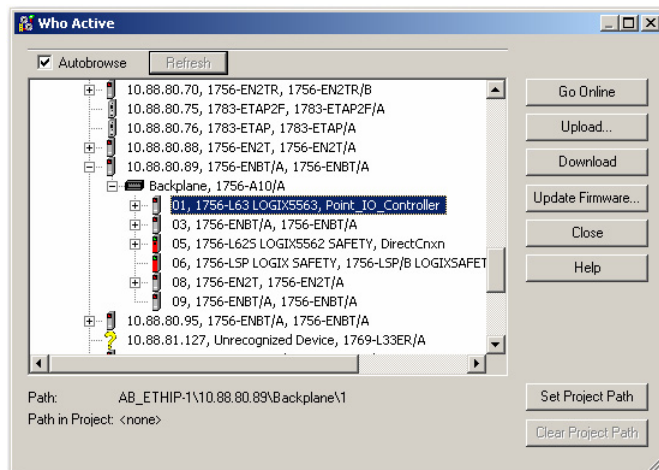 Who Active
Autobrowse
Refresh
10.88.80.70, 1756-EN2TR, 1756-EN2TR/B
10.88.80.75, 1783-ETAP2F, 1783-ETAP2F/A
10.88.80.76, 1783-ETAP, 1783-ETAP/A
10.88.80.88, 1756-EN2T, 1756-EN2T/A
10.88.80.89, 1756-ENBT/A, 1756-ENBT/A
Backplane, 1756-A10/A
01, 1756-L63 LOGIX5563, Point_IO_Controller
03, 1756-ENBT/A, 1756-ENBT/A
05, 1756-L62S LOGIX5562 SAFETY, DirectCnxn
06, 1756-LSP LOGIX SAFETY, 1756-LSP/B LOGIXSAFET
08, 1756-EN2T, 1756-EN2T/A
09, 1756-ENBT/A, 1756-ENBT/A
10.88.80.95, 1756-ENBT/A, 1756-ENBT/A
10.88.81.127, Unrecognized Device, 1769-L33ER/A
Go Online
Upload...
Download
Update Firmware...
Close
Help
Path: AB_ETHIP-1\10.88.80.89\Backplane\1
Path in Project: <none>
Set Project Path
Clear Project Path